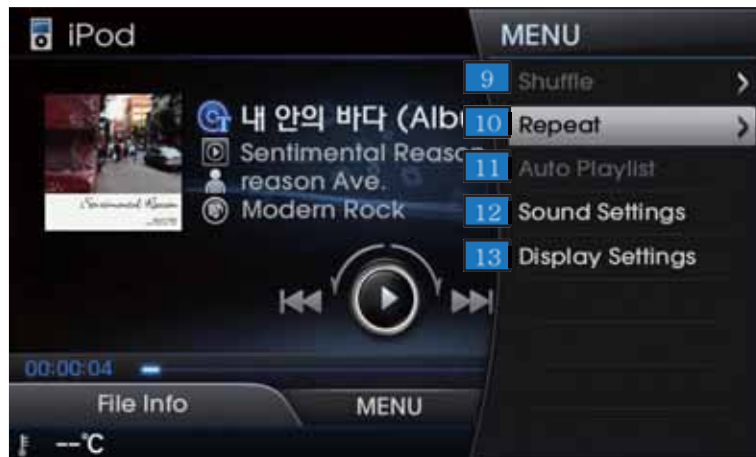 iPod
MENU
9 Shuffle
10 Repeat
11 Auto Playlist
12 Sound Settings
13 Display Settings
내 안의 바다 (Albu
Sentimental Reason
reason Ave.
Modern Rock
00:00:04
File Info
MENU
--°C